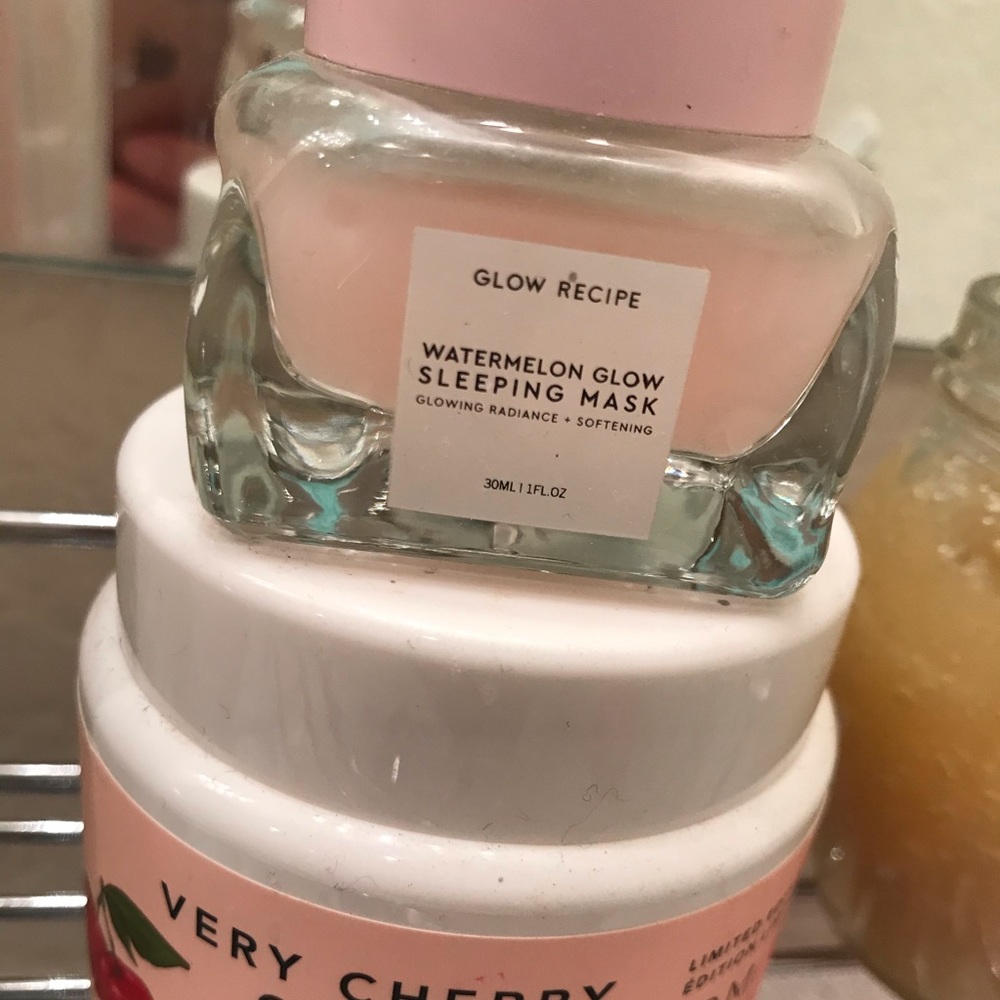 GLOW RECIPE
WATERMELON GLOW
SLEEPING MASK
GLOWING RADIANCE + SOFTENING
30ML | 1FL.OZ
VERY CHERRY
LIMITED
ÉDITION